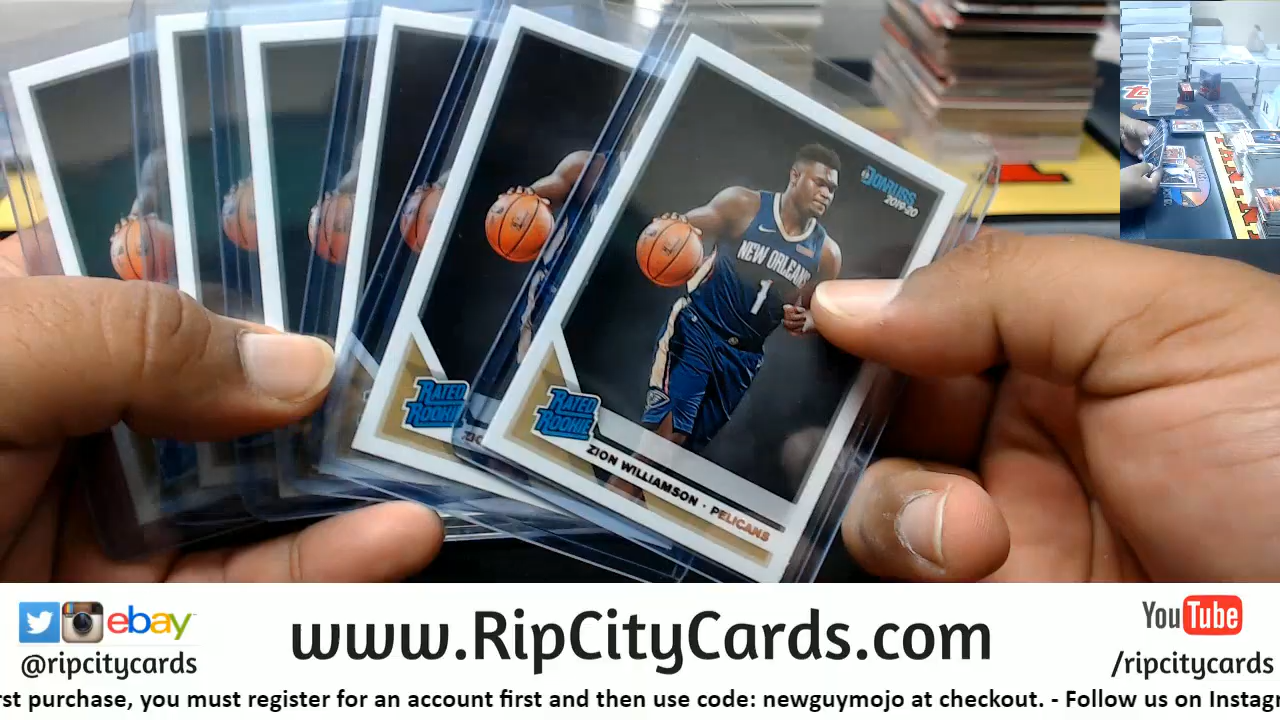 DONRUSS
2019-20
NEW ORLEANS
1
RATED
ROOKIE
RATED
ROOKIE
ZION WILLIAMSON · PELICANS
ebay
@ripcitycards
www.RipCityCards.com
YouTube
/ripcitycards
rst purchase, you must register for an account first and then use code: newguymojo at checkout. - Follow us on Instag